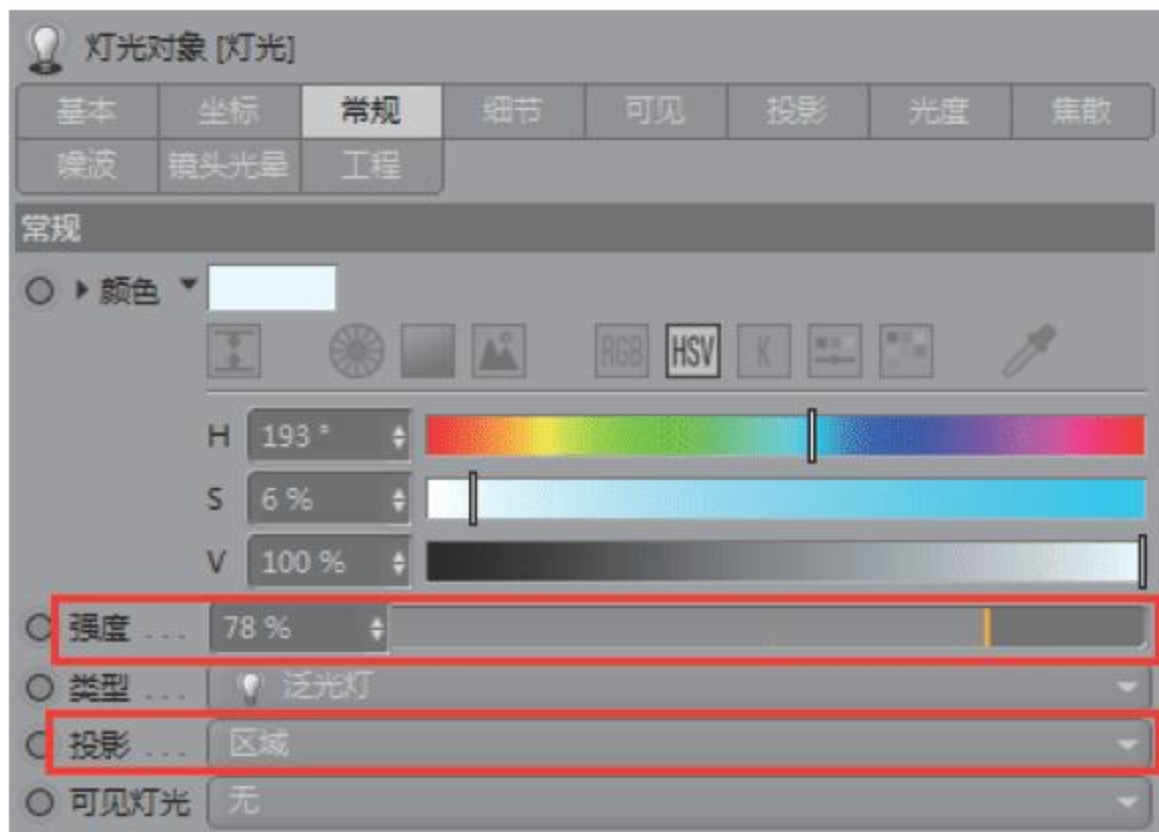 灯光对象 [灯光]
基本 坐标 常规 细节 可见 投影 光度 焦散
噪波 镜头光晕 工程
常规
颜色
RGB HSV K
H 193 °
S 6 %
V 100 %
强度 . . . 78 %
类型 . . . 泛光灯
投影 . . . 区域
可见灯光 无